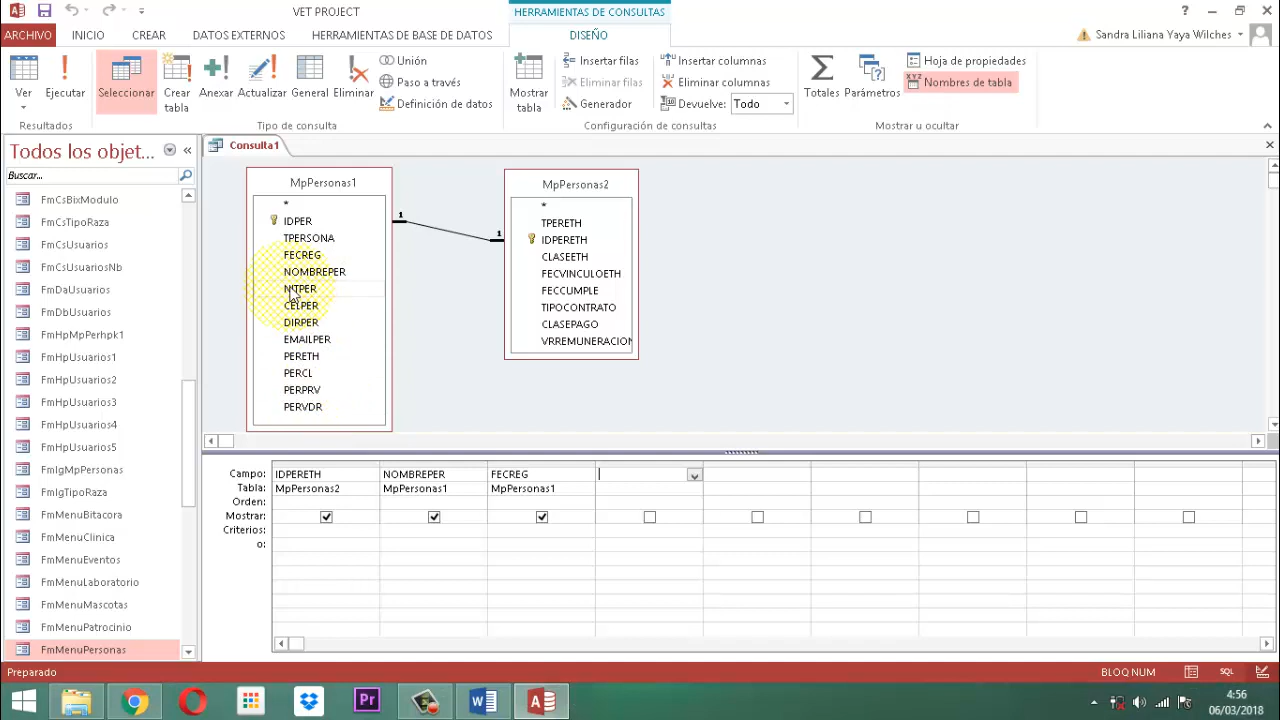 VET PROJECT
HERRAMIENTAS DE CONSULTAS
?
ARCHIVO INICIO CREAR DATOS EXTERNOS HERRAMIENTAS DE BASE DE DATOS DISEÑO
Sandra Liliana Yaya Wilches
Ver
Ejecutar
Seleccionar
Crear tabla
Anexar
Actualizar
General
Eliminar
Unión
Paso a través
Definición de datos
Mostrar tabla
Insertar filas
Eliminar filas
Generador
Insertar columnas
Eliminar columnas
Devuelve: Todo
Totales
Parámetros
Hoja de propiedades
XYZ Nombres de tabla
Resultados
Tipo de consulta
Configuración de consultas
Mostrar u ocultar
Todos los objet...
Buscar...
FmCsBixModulo
FmCsTipoRaza
FmCsUsuarios
FmCsUsuariosNb
FmDaUsuarios
FmDbUsuarios
FmHpMpPerhpk1
FmHpUsuarios1
FmHpUsuarios2
FmHpUsuarios3
FmHpUsuarios4
FmHpUsuarios5
FmIgMpPersonas
FmIgTipoRaza
FmMenuBitacora
FmMenuClinica
FmMenuEventos
FmMenuLaboratorio
FmMenuMascotas
FmMenuPatrocinio
FmMenuPersonas
Consulta1
MpPersonas1
*
IDPER
TPERSONA
FECREG
NOMBREPER
NITPER
CELPER
DIRPER
EMAILPER
PERETH
PERCL
PERPRV
PERVDR
1
1
MpPersonas2
*
TPERETH
IDPERETH
CLASEETH
FECVINCULOETH
FECCUMPLE
TIPOCONTRATO
CLASEPAGO
VRREMUNERACION
Campo: IDPERETH NOMBREPER FECREG
Tabla: MpPersonas2 MpPersonas1 MpPersonas1
Orden:
Mostrar:
Criterios:
o:
Preparado
BLOQ NUM
SQL
Pr
4:56
06/03/2018